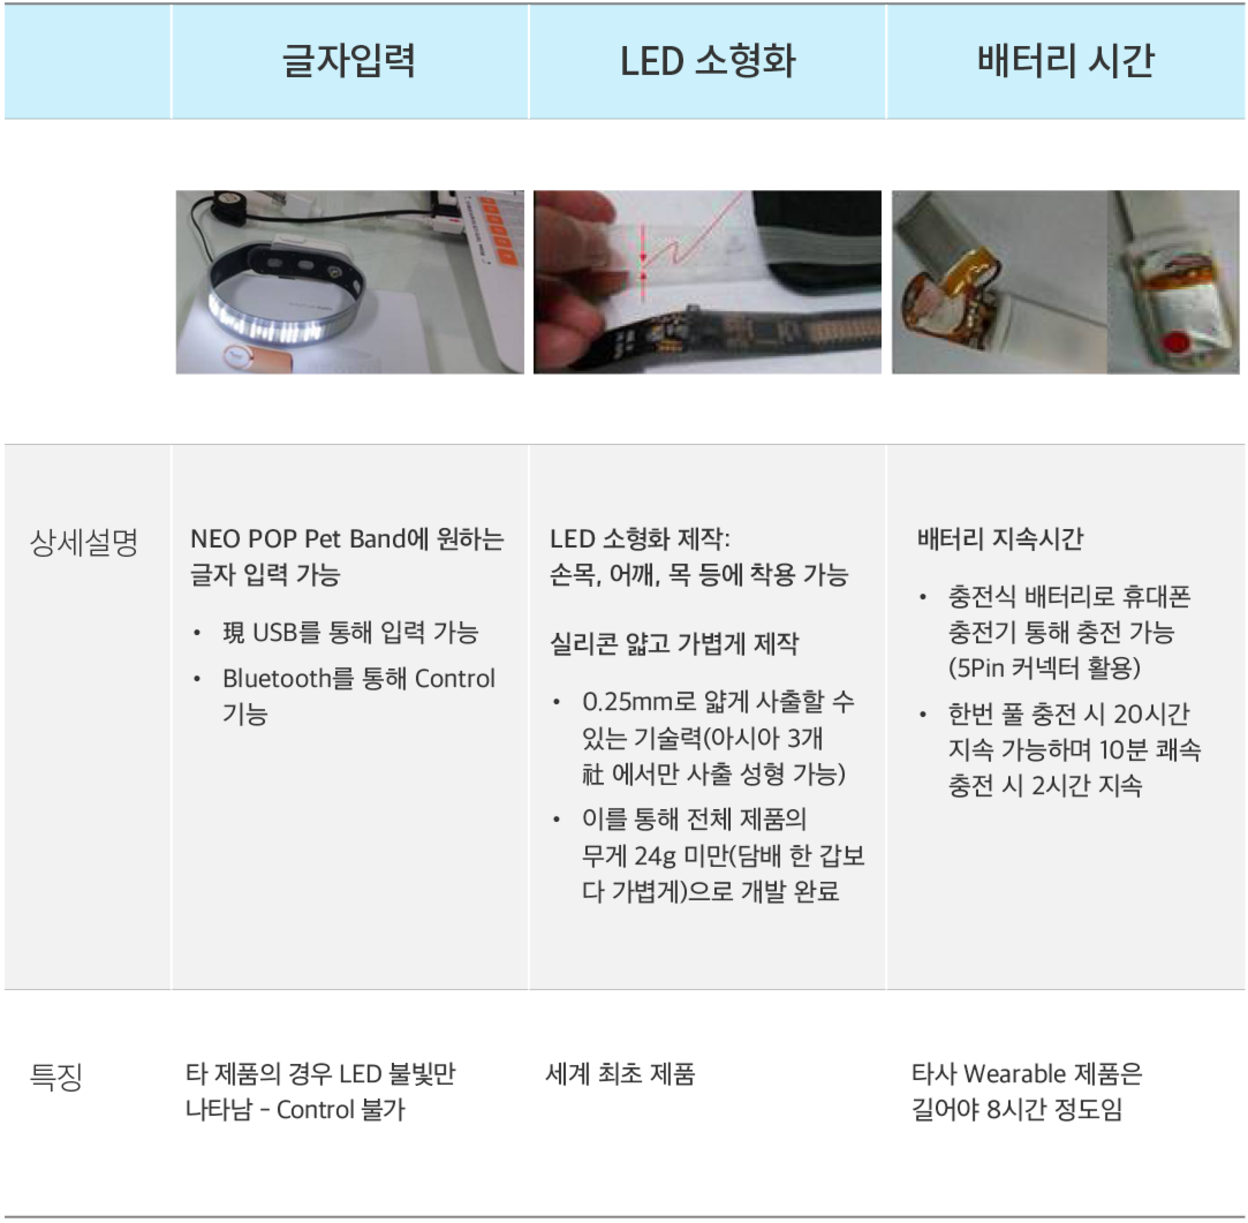 글자입력
LED 소형화
배터리 시간
상세설명
NEO POP Pet Band에 원하는
글자 입력 가능
• 現 USB를 통해 입력 가능
• Bluetooth를 통해 Control
기능
LED 소형화 제작:
손목, 어깨, 목 등에 착용 가능
실리콘 얇고 가볍게 제작
• 0.25mm로 얇게 사출할 수
있는 기술력(아시아 3개
社 에서만 사출 성형 가능)
• 이를 통해 전체 제품의
무게 24g 미만(담배 한 갑보
다 가볍게)으로 개발 완료
배터리 지속시간
• 충전식 배터리로 휴대폰
충전기 통해 충전 가능
(5Pin 커넥터 활용)
• 한번 풀 충전 시 20시간
지속 가능하며 10분 쾌속
충전 시 2시간 지속
특징
타 제품의 경우 LED 불빛만
나타남 - Control 불가
세계 최초 제품
타사 Wearable 제품은
길어야 8시간 정도임